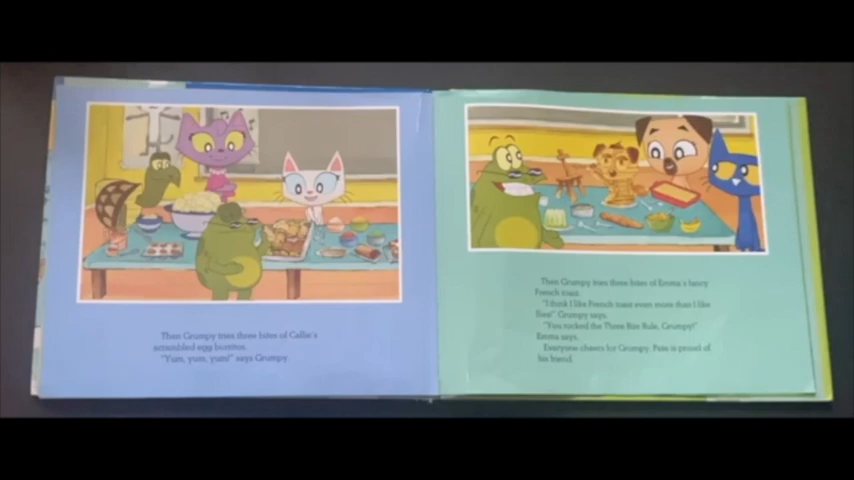 Then Grumpy tries three bites of Callie's
scrambled egg burritos.
"Yum, yum, yum!" says Grumpy.
Then Grumpy tries three bites of Emma's fancy
French toast.
"I think I like French toast even more than I like
flies!" Grumpy says.
"You rocked the Three Bite Rule, Grumpy!"
Emma says.
Everyone cheers for Grumpy. Pete is proud of
his friend.